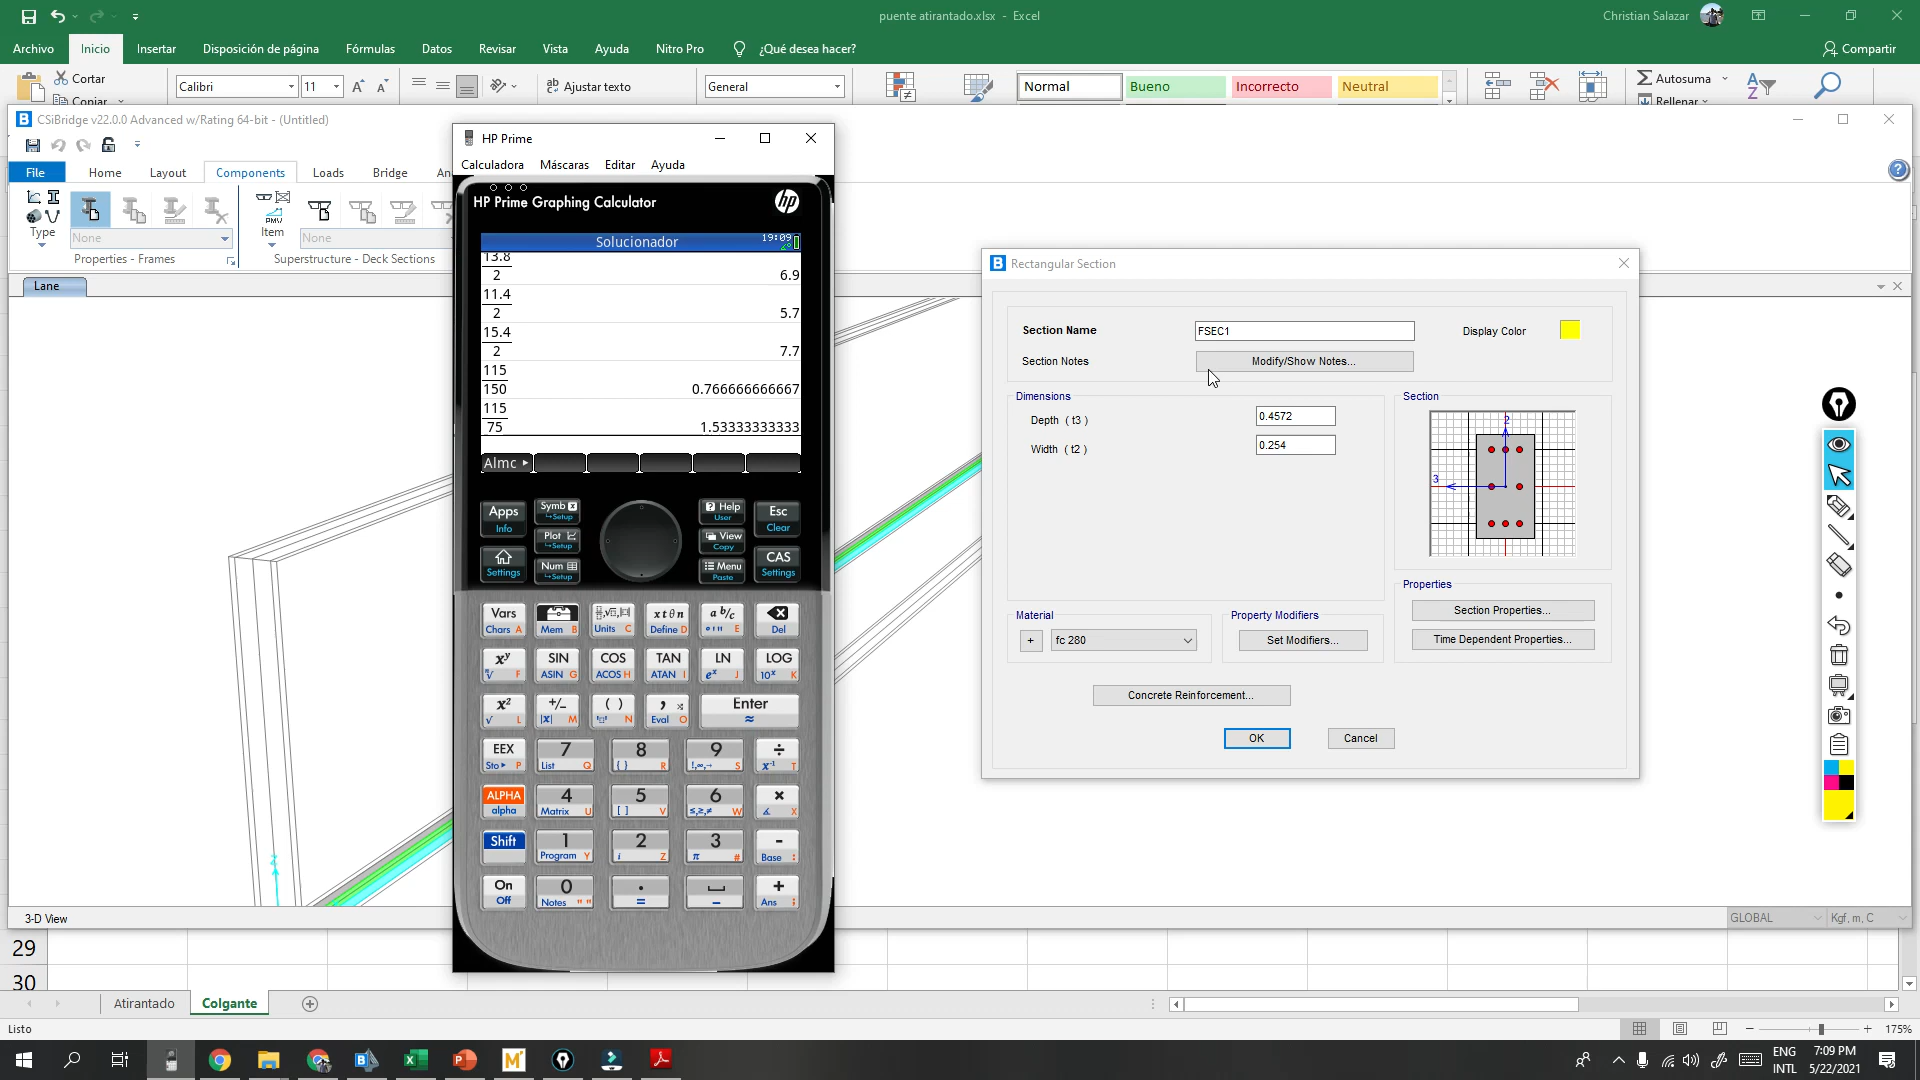 puente atirantado.xlsx - Excel
Christian Salazar
Archivo Inicio Insertar Disposición de página Fórmulas Datos Revisar Vista Ayuda Nitro Pro ¿Qué desea hacer? Compartir
Cortar
Copiar
Calibri 11
Ajustar texto
General
Normal Bueno Incorrecto Neutral
Autosuma
Rellenar
CSiBridge v22.0.0 Advanced w/Rating 64-bit - (Untitled)
File Home Layout Components Loads Bridge An
Type
None
Item
None
Properties - Frames
Superstructure - Deck Sections
Lane
HP Prime
Calculadora Máscaras Editar Ayuda
HP Prime Graphing Calculator
hp
Solucionador 19:09
13.8
2
6.9
11.4
2
5.7
15.4
2
7.7
115
150
0.766666666667
115
75
1.53333333333
Almc ▸
Apps Info
Symb Setup
Help User
Esc Clear
Plot Setup
View Copy
Settings
Num Setup
Menu Paste
CAS Settings
Vars Chars A
Mem B
Units C
x t θ n Define D
a b/c E
Del
xʸ F
SIN ASIN G
COS ACOS H
TAN ATAN I
LN eˣ J
LOG 10ˣ K
x² √ L
+/- |x| M
( ) N
, Eval O
Enter ≈
EEX Sto ▸ P
7 List Q
8 { } R
9 !,∞,→ S
÷ x⁻¹ T
ALPHA alpha
4 Matrix U
5 [ ] V
6 ≤,≥,≠ W
× ∡ X
Shift
1 Program Y
2 i Z
3 π #
- Base :
On Off
0 Notes " "
. =
_
+ Ans ;
Rectangular Section
Section Name FSEC1 Display Color
Section Notes Modify/Show Notes...
Dimensions
Depth ( t3 ) 0.4572
Width ( t2 ) 0.254
Section
2
3
Properties
Section Properties...
Time Dependent Properties...
Material
+ fc 280
Property Modifiers
Set Modifiers...
Concrete Reinforcement...
OK Cancel
Z
3-D View
GLOBAL Kgf, m, C
29
30
Atirantado Colgante
Listo
175%
ENG
INTL
7:09 PM
5/22/2021